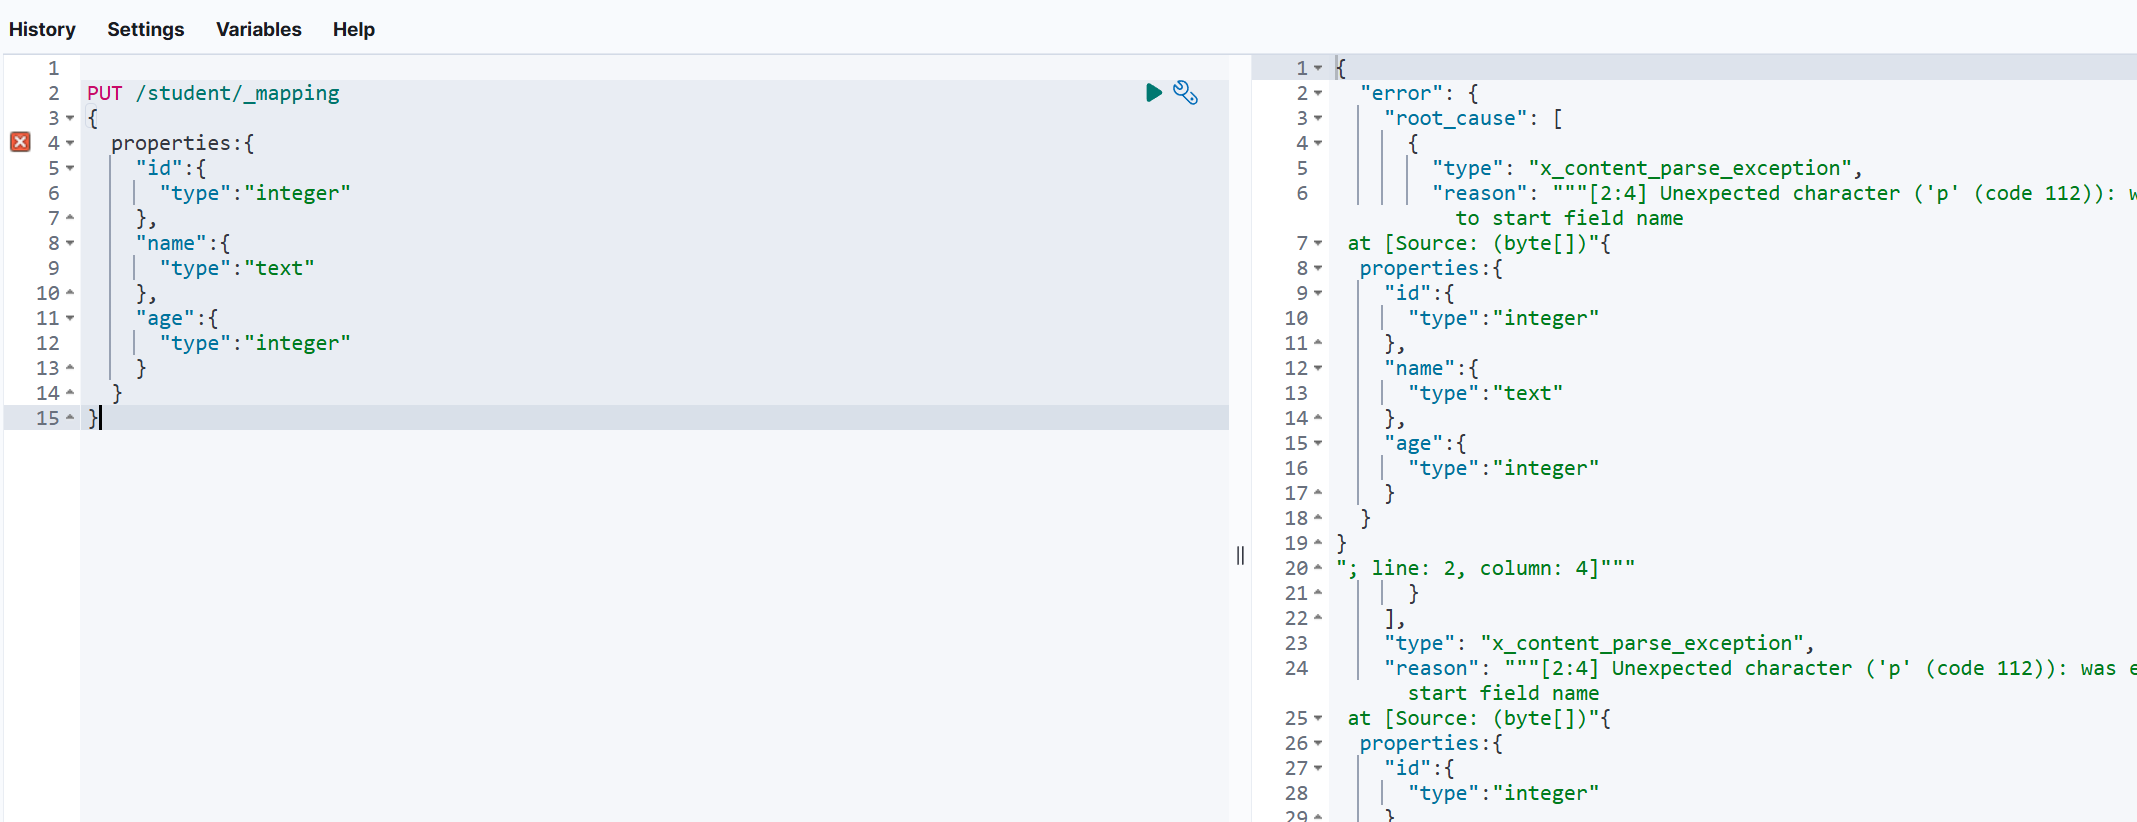 History Settings Variables Help
1
2 PUT /student/_mapping
3 {
4 properties:{
5 "id":{
6 "type":"integer"
7 },
8 "name":{
9 "type":"text"
10 },
11 "age":{
12 "type":"integer"
13 }
14 }
15 }
1 {
2 "error": {
3 "root_cause": [
4 {
5 "type": "x_content_parse_exception",
6 "reason": """[2:4] Unexpected character ('p' (code 112)):
to start field name
7 at [Source: (byte[])"{
8 properties:{
9 "id":{
10 "type":"integer"
11 },
12 "name":{
13 "type":"text"
14 },
15 "age":{
16 "type":"integer"
17 }
18 }
19 }
20 "; line: 2, column: 4]"""
21 }
22 ],
23 "type": "x_content_parse_exception",
24 "reason": """[2:4] Unexpected character ('p' (code 112)): was
start field name
25 at [Source: (byte[])"{
26 properties:{
27 "id":{
28 "type":"integer"
29 }